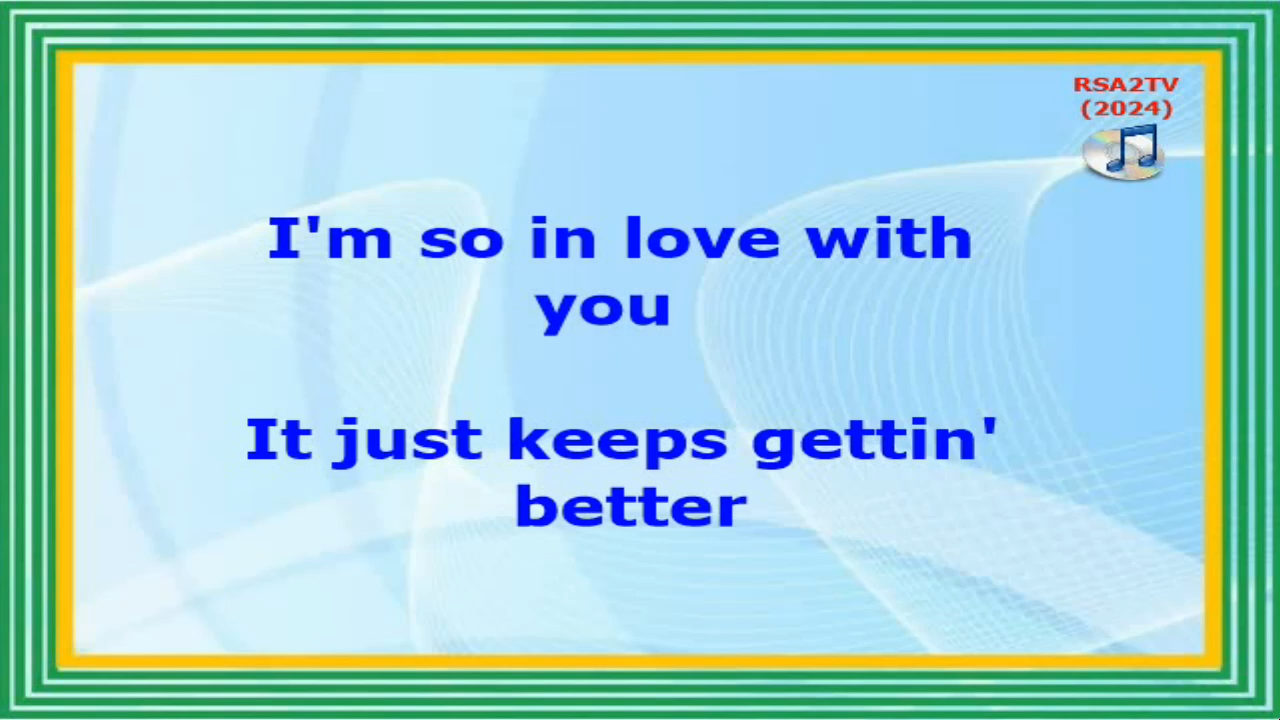 RSA2TV
(2024)
I'm so in love with
you
It just keeps gettin'
better